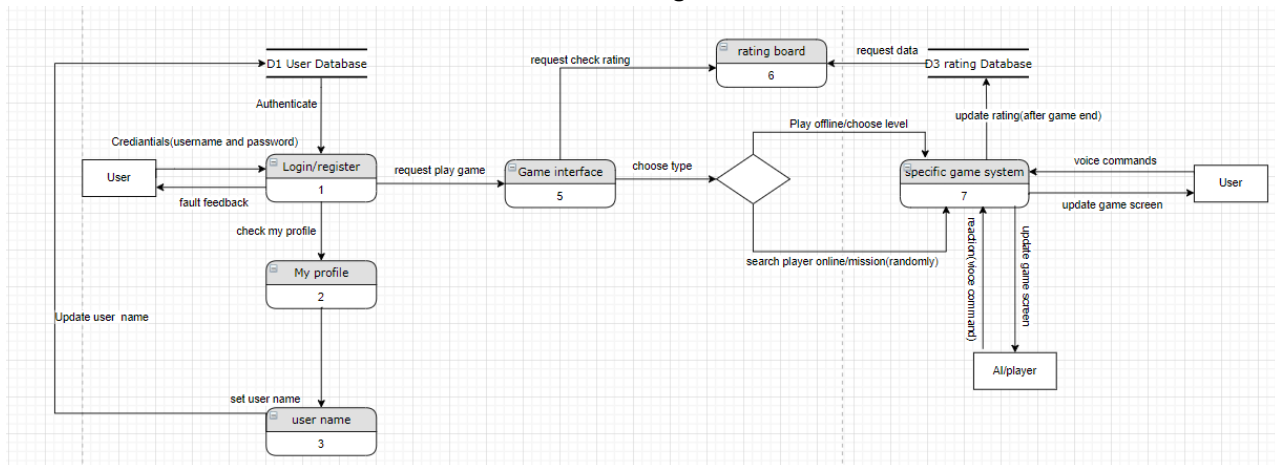 rating board
6
request data
D3 rating Database
request check rating
D1 User Database
Authenticate
Play offline/choose level
update rating(after game end)
Crediantials(username and password)
User
Login/register
1
fault feedback
request play game
Game interface
5
choose type
specific game system
7
voice commands
User
update game screen
check my profile
search player online/mission(randomly)
reaction(vioce command)
update game screen
My profile
2
Update user name
AI/player
set user name
user name
3